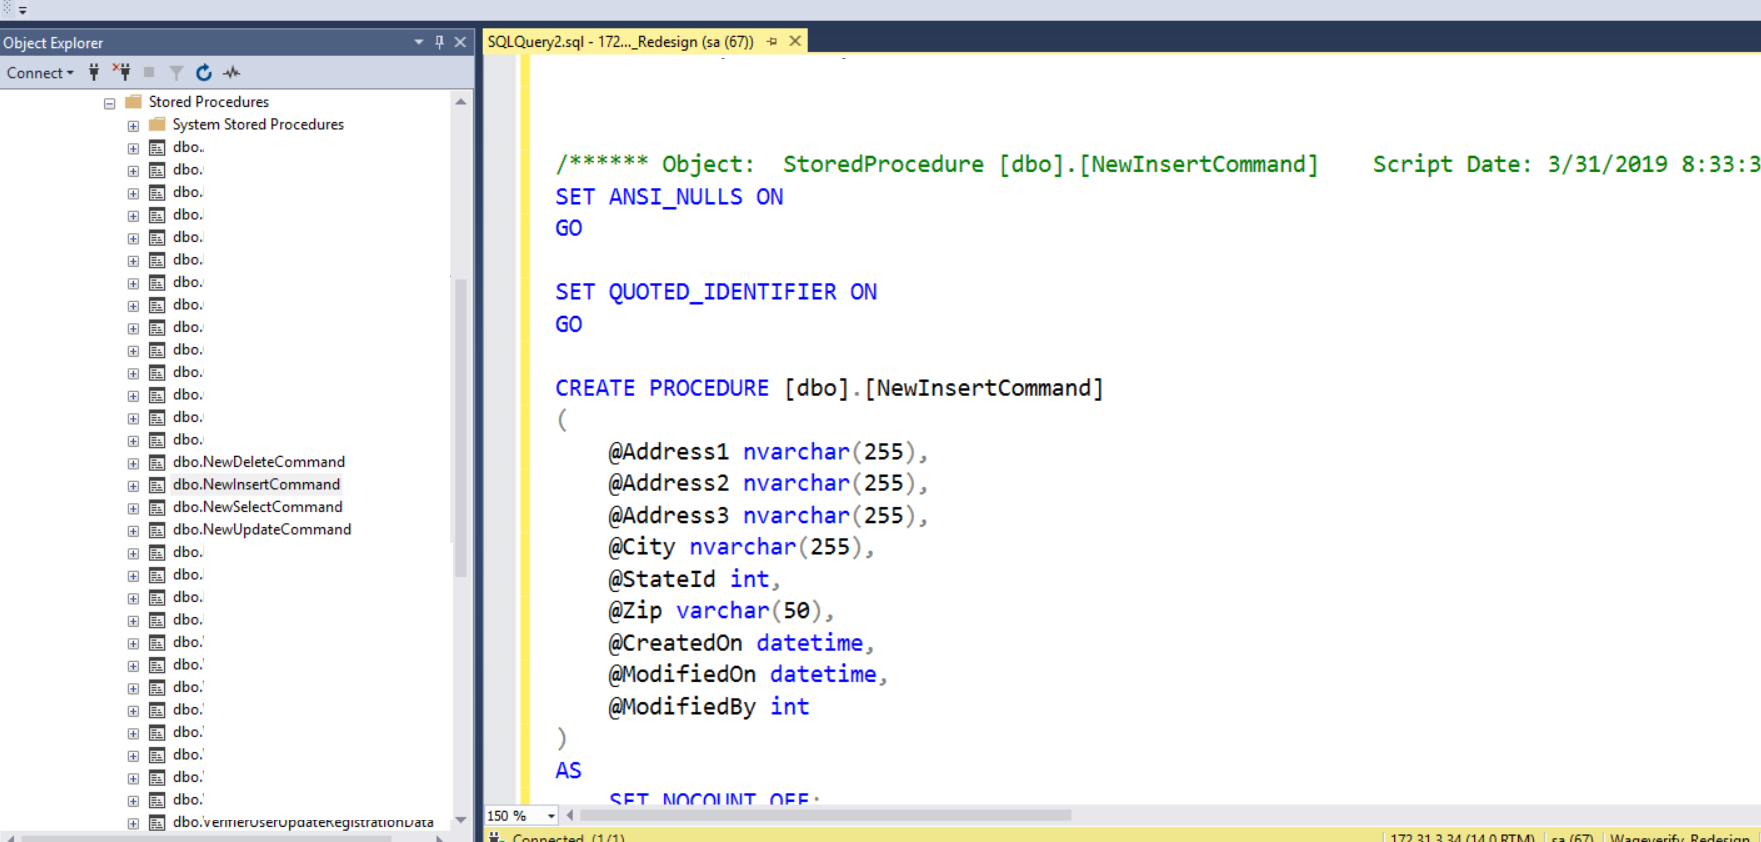 Object Explorer
Connect
Stored Procedures
System Stored Procedures
dbo.
dbo.
dbo.
dbo.
dbo.
dbo.
dbo.
dbo.
dbo.
dbo.
dbo.
dbo.
dbo.
dbo.
dbo.NewDeleteCommand
dbo.NewInsertCommand
dbo.NewSelectCommand
dbo.NewUpdateCommand
dbo.
dbo.
dbo.
dbo.
dbo.
dbo.
dbo.
dbo.
dbo.
dbo.
dbo.
dbo.
dbo.VerifierUserUpdateRegistrationData
SQLQuery2.sql - 172..._Redesign (sa (67))
/****** Object:  StoredProcedure [dbo].[NewInsertCommand]    Script Date: 3/31/2019 8:33:3
SET ANSI_NULLS ON
GO
SET QUOTED_IDENTIFIER ON
GO
CREATE PROCEDURE [dbo].[NewInsertCommand]
(
@Address1 nvarchar(255),
@Address2 nvarchar(255),
@Address3 nvarchar(255),
@City nvarchar(255),
@StateId int,
@Zip varchar(50),
@CreatedOn datetime,
@ModifiedOn datetime,
@ModifiedBy int
)
AS
SET NOCOUNT OFF;
150 %
Connected. (1/1)
172.31.3.34 (14.0 RTM) sa (67) Wageverify_Redesign